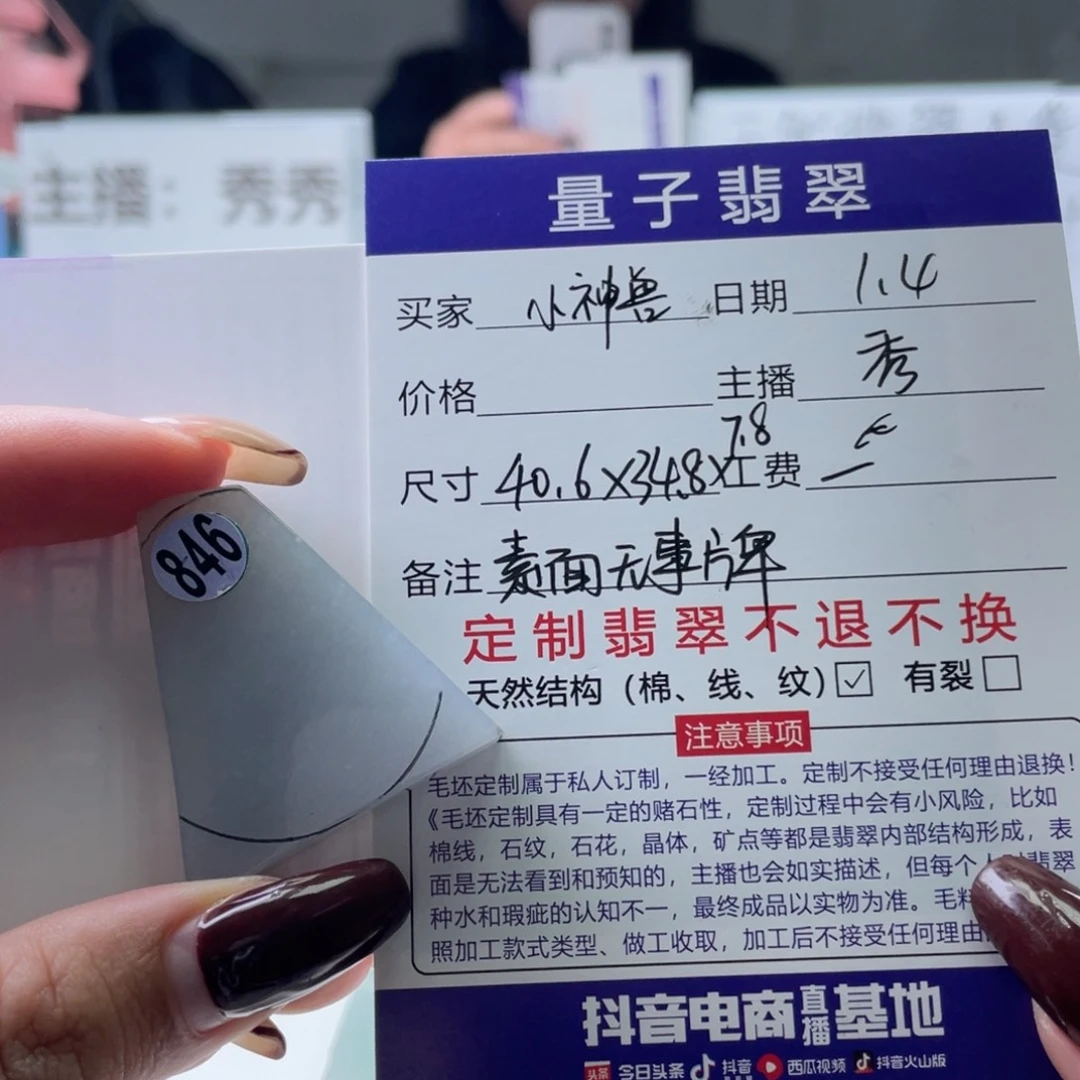 主播：秀秀
量子翡翠
买家 小神兽 日期 1.4
价格 主播 秀
尺寸 40.6X34.8X7.8 工费
备注 素面无事牌
846
定制翡翠不退不换
天然结构（棉、线、纹）☑ 有裂☐
注意事项
毛坯定制属于私人订制，一经加工。定制不接受任何理由退换！
《毛坯定制具有一定的赌石性，定制过程中会有小风险，比如
棉线，石纹，石花，晶体，矿点等都是翡翠内部结构形成，表
面是无法看到和预知的，主播也会如实描述，但每个人对翡翠
种水和瑕疵的认知不一，最终成品以实物为准。毛料
照加工款式类型、做工收取，加工后不接受任何理由
抖音电商直播基地
头条 今日头条 抖音 西瓜视频 抖音火山版